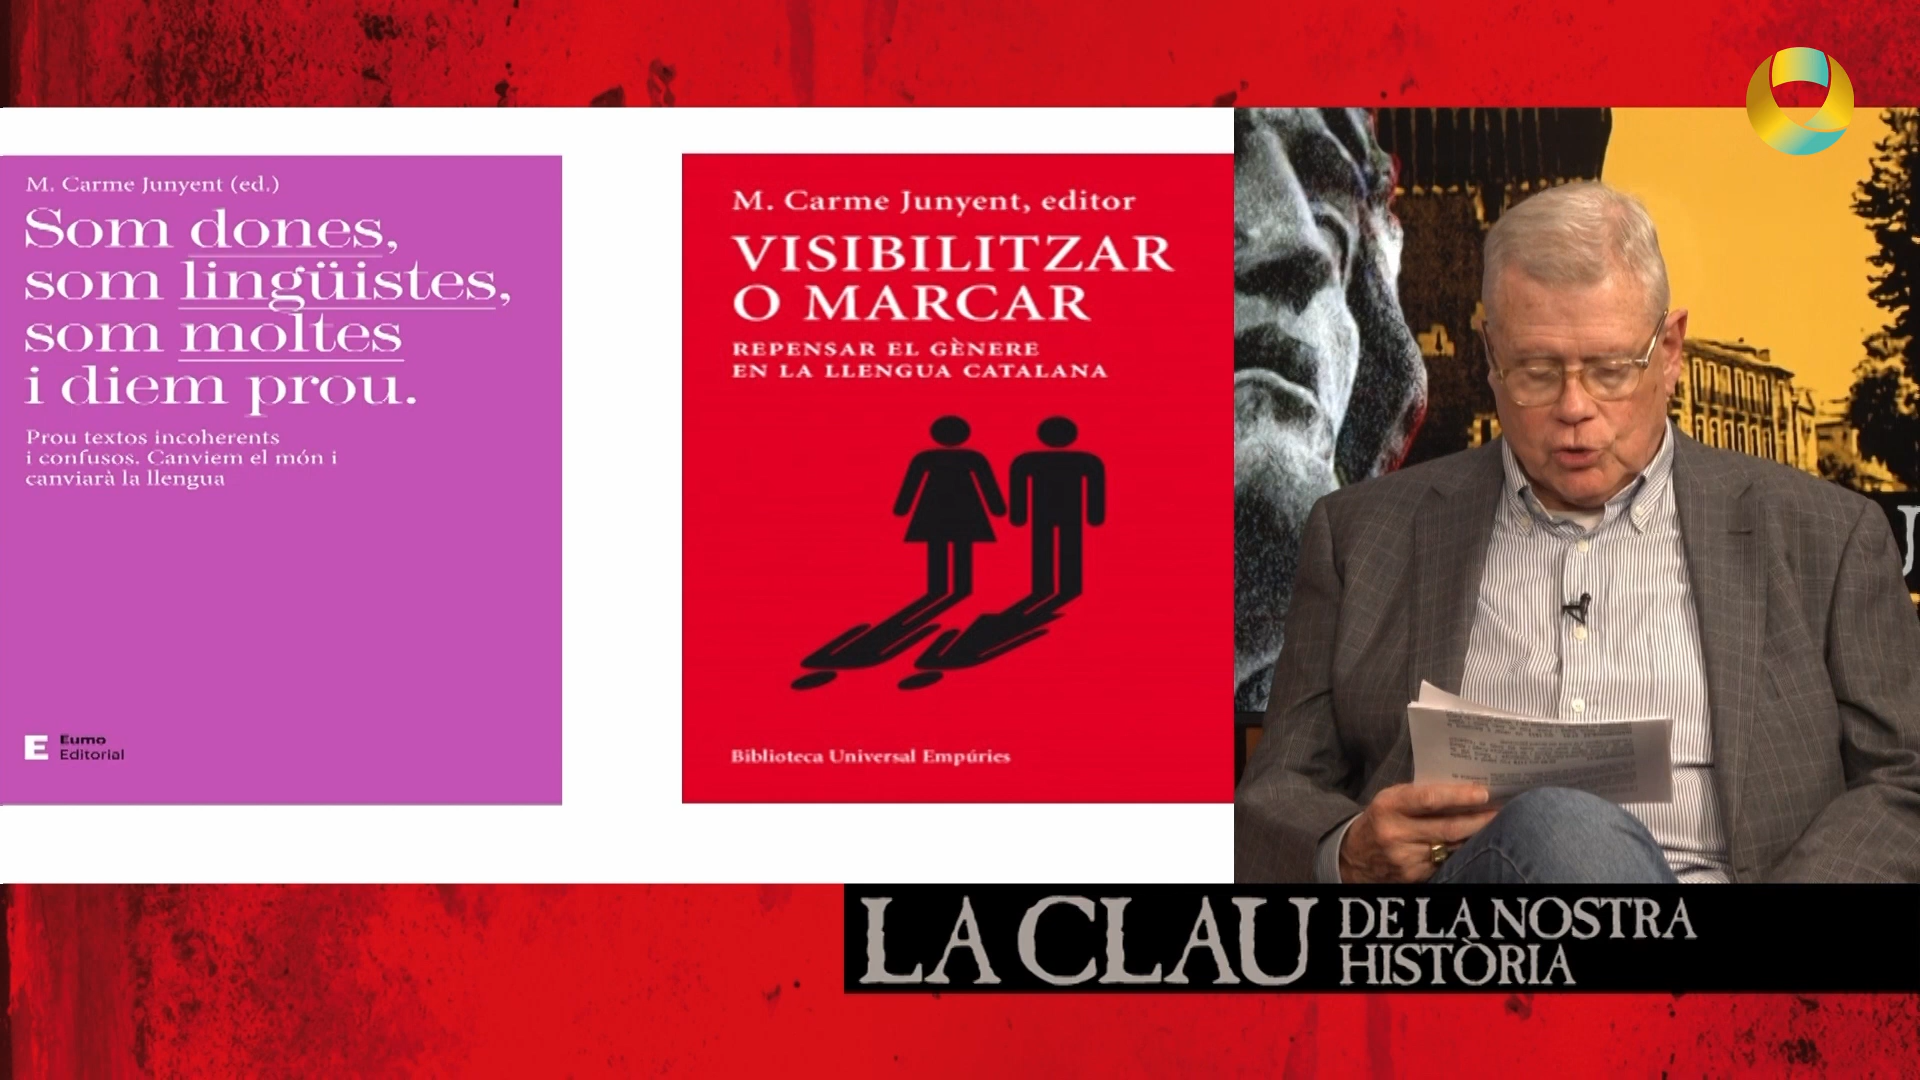 M. Carme Junyent (ed.)
Som dones,
som lingüistes,
som moltes
i diem prou.
Prou textos incoherents
i confusos. Canviem el món i
canviarà la llengua
E Eumo
Editorial
M. Carme Junyent, editor
VISIBILITZAR
O MARCAR
REPENSAR EL GÈNERE
EN LA LLENGUA CATALANA
Biblioteca Universal Empúries
LA CLAU DE LA NOSTRA
HISTÒRIA